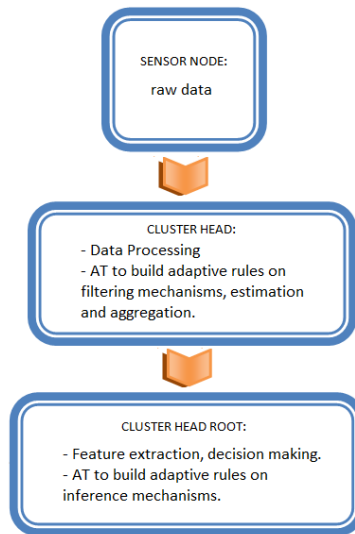 SENSOR NODE:
raw data
CLUSTER HEAD:
- Data Processing
- AT to build adaptive rules on
filtering mechanisms, estimation
and aggregation.
CLUSTER HEAD ROOT:
- Feature extraction, decision making.
- AT to build adaptive rules on
inference mechanisms.